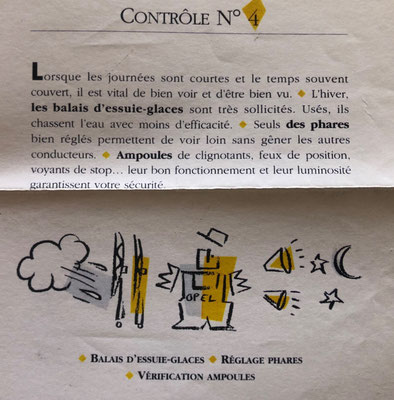 CONTRÔLE N° 4
Lorsque les journées sont courtes et le temps souvent
couvert, il est vital de bien voir et d'être bien vu. ◆ L'hiver,
les balais d'essuie-glaces sont très sollicités. Usés, ils
chassent l'eau avec moins d'efficacité. ◆ Seuls des phares
bien réglés permettent de voir loin sans gêner les autres
conducteurs. ◆ Ampoules de clignotants, feux de position,
voyants de stop... leur bon fonctionnement et leur luminosité
garantissent votre sécurité.
OPEL
◆ BALAIS D'ESSUIE-GLACES ◆ RÉGLAGE PHARES
◆ VÉRIFICATION AMPOULES